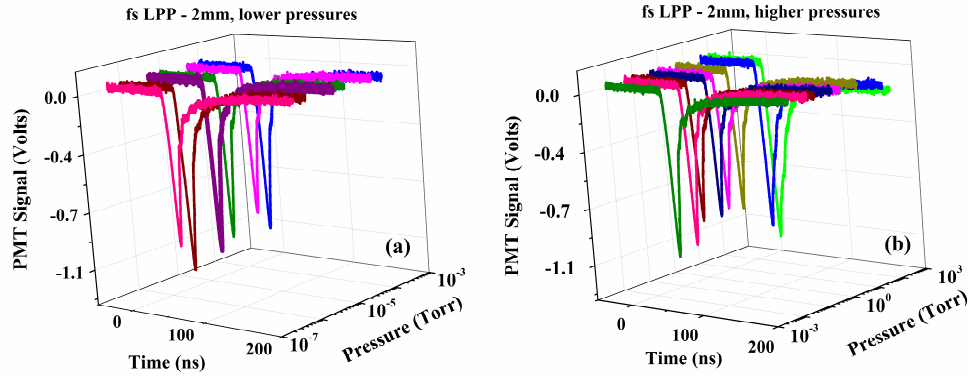 fs LPP - 2mm, lower pressures
PMT Signal (Volts)
0.0
-0.4
-0.7
-1.1
0
100
200
Time (ns)
10^-7
10^-5
10^-3
Pressure (Torr)
(a)
fs LPP - 2mm, higher pressures
PMT Signal (Volts)
0.0
-0.4
-0.7
-1.1
0
100
200
Time (ns)
10^-3
10^0
10^3
Pressure (Torr)
(b)